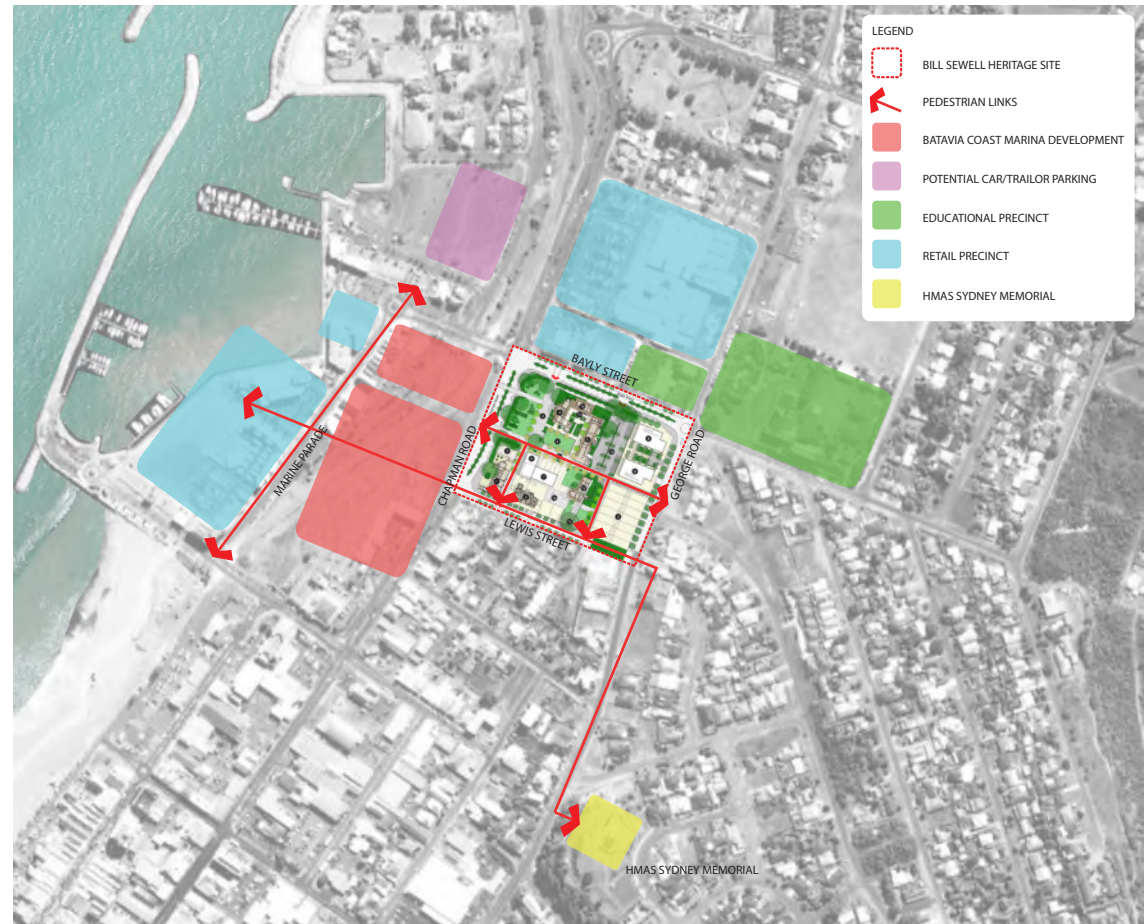 LEGEND
BILL SEWELL HERITAGE SITE
PEDESTRIAN LINKS
BATAVIA COAST MARINA DEVELOPMENT
POTENTIAL CAR/TRAILOR PARKING
EDUCATIONAL PRECINCT
RETAIL PRECINCT
HMAS SYDNEY MEMORIAL
BAYLY STREET
MARINE PARADE
CHAPMAN ROAD
GEORGE ROAD
LEWIS STREET
HMAS SYDNEY MEMORIAL